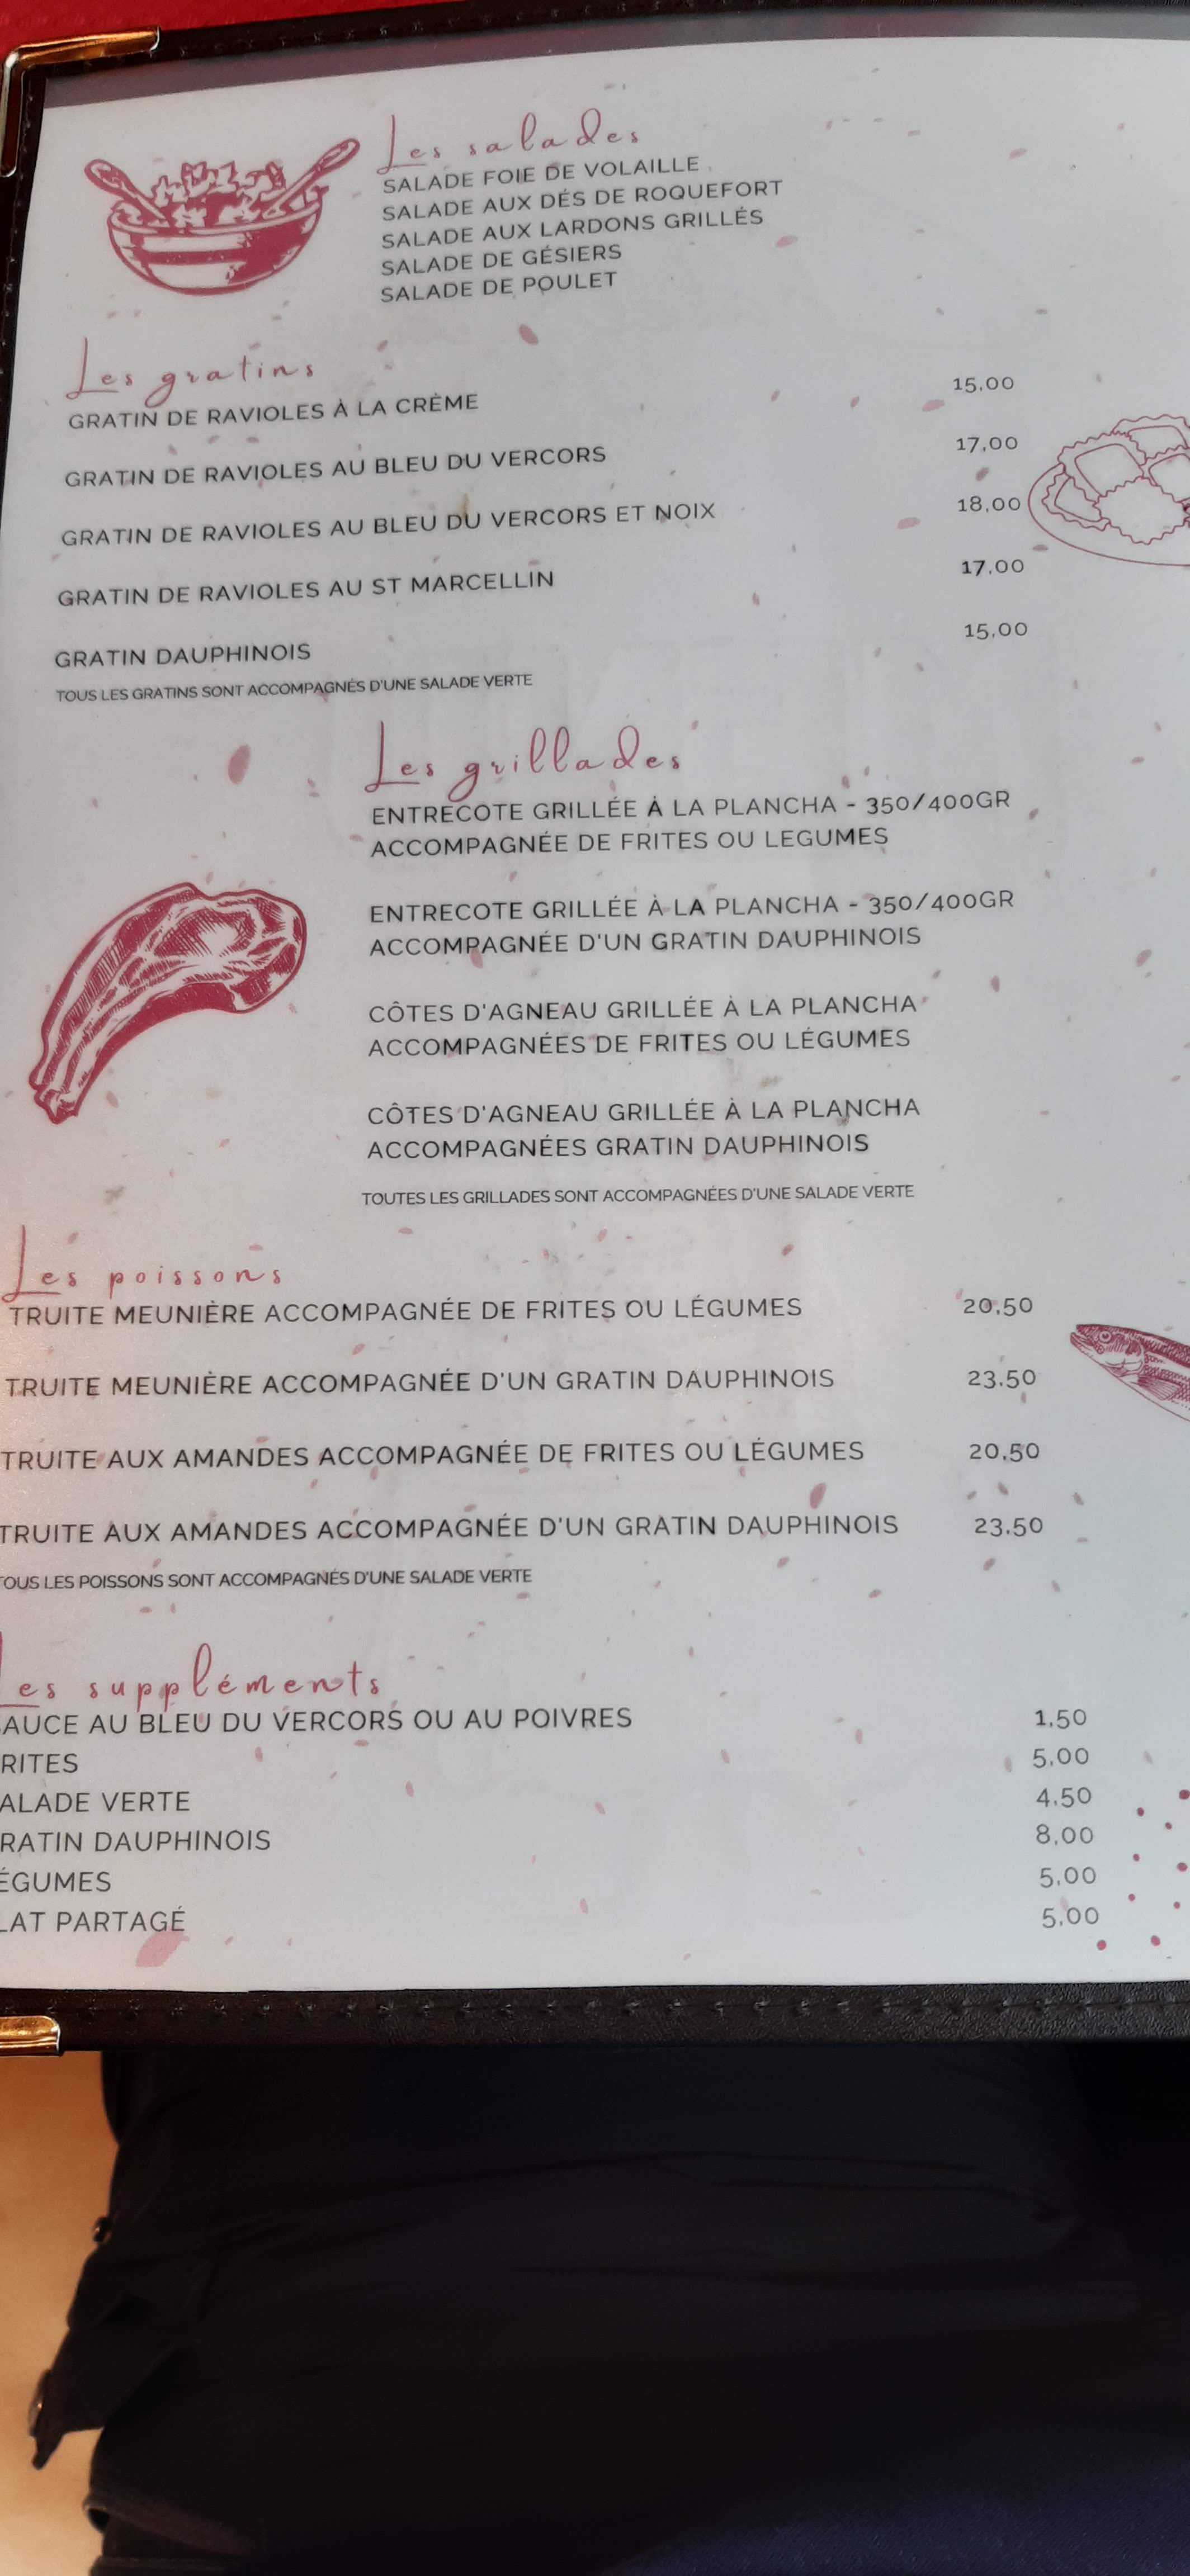 Les salades
SALADE FOIE DE VOLAILLE
SALADE AUX DÉS DE ROQUEFORT
SALADE AUX LARDONS GRILLÉS
SALADE DE GÉSIERS
SALADE DE POULET
Les gratins
GRATIN DE RAVIOLES À LA CRÈME 15,00
GRATIN DE RAVIOLES AU BLEU DU VERCORS 17,00
GRATIN DE RAVIOLES AU BLEU DU VERCORS ET NOIX 18,00
GRATIN DE RAVIOLES AU ST MARCELLIN 17,00
GRATIN DAUPHINOIS 15,00
TOUS LES GRATINS SONT ACCOMPAGNÉS D'UNE SALADE VERTE
Les grillades
ENTRECOTE GRILLÉE À LA PLANCHA - 350/400GR
ACCOMPAGNÉE DE FRITES OU LEGUMES
ENTRECOTE GRILLÉE À LA PLANCHA - 350/400GR
ACCOMPAGNÉE D'UN GRATIN DAUPHINOIS
CÔTES D'AGNEAU GRILLÉE À LA PLANCHA
ACCOMPAGNÉES DE FRITES OU LÉGUMES
CÔTES D'AGNEAU GRILLÉE À LA PLANCHA
ACCOMPAGNÉES GRATIN DAUPHINOIS
TOUTES LES GRILLADES SONT ACCOMPAGNÉES D'UNE SALADE VERTE
Les poissons
TRUITE MEUNIÈRE ACCOMPAGNÉE DE FRITES OU LÉGUMES 20,50
TRUITE MEUNIÈRE ACCOMPAGNÉE D'UN GRATIN DAUPHINOIS 23,50
TRUITE AUX AMANDES ACCOMPAGNÉE DE FRITES OU LÉGUMES 20,50
TRUITE AUX AMANDES ACCOMPAGNÉE D'UN GRATIN DAUPHINOIS 23,50
TOUS LES POISSONS SONT ACCOMPAGNÉS D'UNE SALADE VERTE
Les suppléments
AUCE AU BLEU DU VERCORS OU AU POIVRES 1,50
RITES 5,00
ALADE VERTE 4,50
RATIN DAUPHINOIS 8,00
ÉGUMES 5,00
LAT PARTAGÉ 5,00